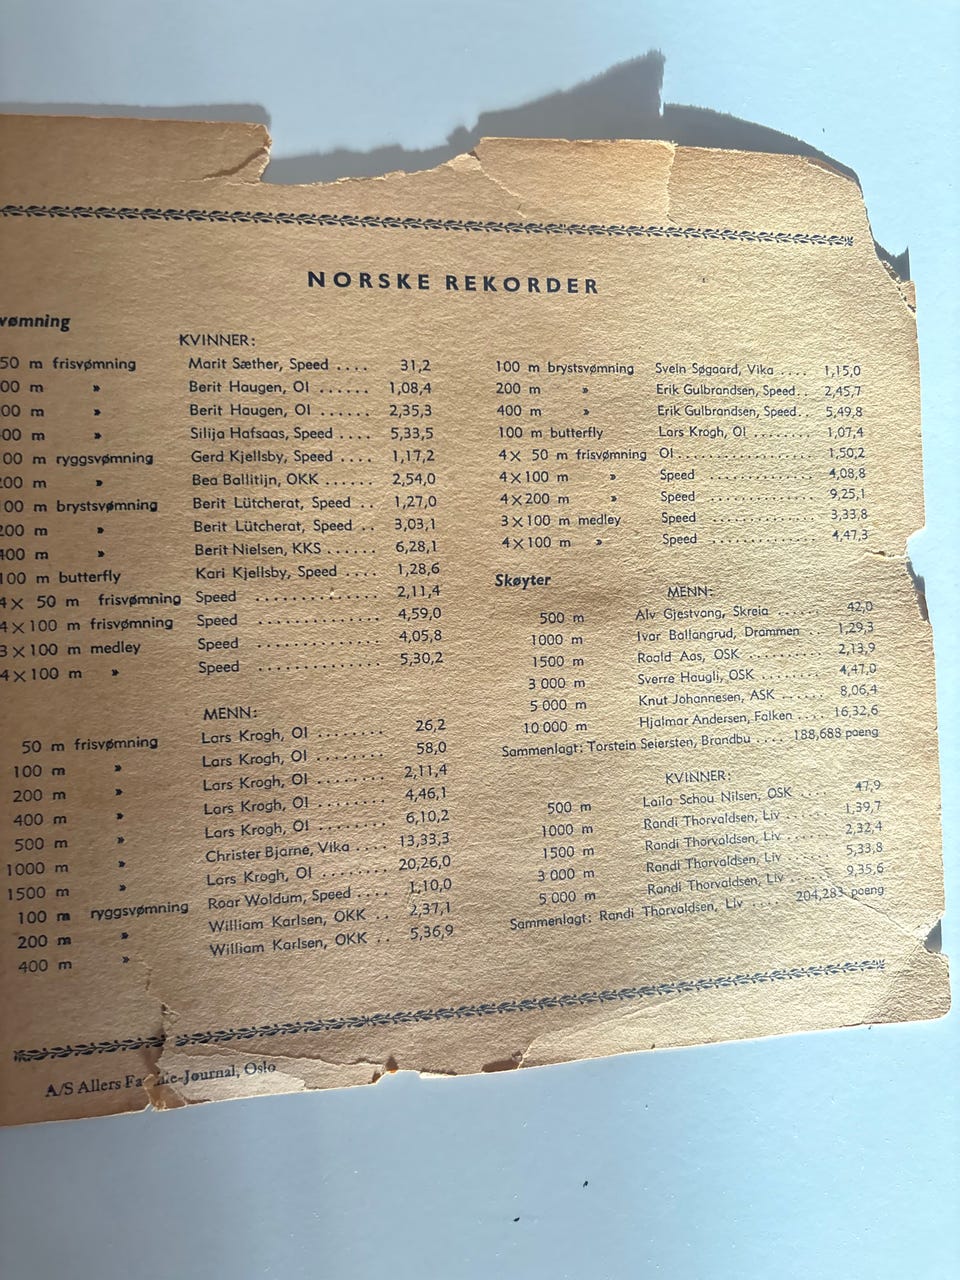 NORSKE REKORDER
vømning
KVINNER:
50 m frisvømning Marit Sæther, Speed .... 31,2
00 m » Berit Haugen, OI ...... 1,08,4
00 m » Berit Haugen, OI ...... 2,35,3
00 m » Silija Hafsaas, Speed .... 5,33,5
00 m ryggsvømning Gerd Kjellsby, Speed .... 1,17,2
200 m » Bea Ballitijn, OKK ...... 2,54,0
100 m brystsvømning Berit Lütcherat, Speed .. 1,27,0
200 m » Berit Lütcherat, Speed .. 3,03,1
400 m » Berit Nielsen, KKS ...... 6,28,1
100 m butterfly Kari Kjellsby, Speed .... 1,28,6
4× 50 m frisvømning Speed .............. 2,11,4
4×100 m frisvømning Speed .............. 4,59,0
3×100 m medley Speed .............. 4,05,8
4×100 m » Speed .............. 5,30,2
MENN:
50 m frisvømning Lars Krogh, OI ........ 26,2
100 m » Lars Krogh, OI ........ 58,0
200 m » Lars Krogh, OI ........ 2,11,4
400 m » Lars Krogh, OI ........ 4,46,1
500 m » Lars Krogh, OI ........ 6,10,2
1000 m » Christer Bjarne, Vika .... 13,33,3
1500 m » Lars Krogh, OI ........ 20,26,0
100 m ryggsvømning Roar Woldum, Speed .... 1,10,0
200 m » William Karlsen, OKK .. 2,37,1
400 m » William Karlsen, OKK .. 5,36,9
100 m brystsvømning Svein Søgaard, Vika .... 1,15,0
200 m » Erik Gulbrandsen, Speed.. 2,45,7
400 m » Erik Gulbrandsen, Speed.. 5,49,8
100 m butterfly Lars Krogh, OI ........ 1,07,4
4× 50 m frisvømning OI .................. 1,50,2
4×100 m » Speed .............. 4,08,8
4×200 m » Speed .............. 9,25,1
3×100 m medley Speed .............. 3,33,8
4×100 m » Speed .............. 4,47,3
Skøyter
MENN:
500 m Alv Gjestvang, Skreia ...... 42,0
1000 m Ivar Ballangrud, Drammen .. 1,29,3
1500 m Roald Aas, OSK .......... 2,13,9
3 000 m Sverre Haugli, OSK ........ 4,47,0
5 000 m Knut Johannesen, ASK ...... 8,06,4
10 000 m Hjalmar Andersen, Falken .... 16,32,6
Sammenlagt: Torstein Seiersten, Brandbu .... 188,688 poeng
KVINNER:
500 m Laila Schou Nilsen, OSK .... 47,9
1000 m Randi Thorvaldsen, Liv ...... 1,39,7
1500 m Randi Thorvaldsen, Liv ...... 2,32,4
3 000 m Randi Thorvaldsen, Liv ...... 5,33,8
5 000 m Randi Thorvaldsen, Liv ...... 9,35,6
Sammenlagt: Randi Thorvaldsen, Liv .... 204,283 poeng
A/S Allers Fa ie-Journal, Oslo